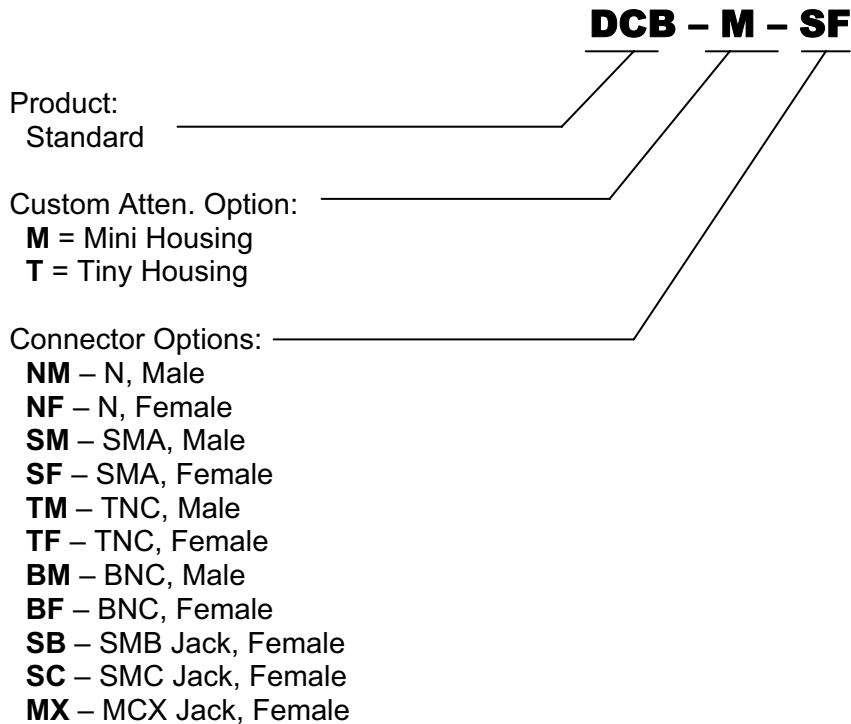 DCB – M – SF
Product:
Standard
Custom Atten. Option:
M = Mini Housing
T = Tiny Housing
Connector Options:
NM – N, Male
NF – N, Female
SM – SMA, Male
SF – SMA, Female
TM – TNC, Male
TF – TNC, Female
BM – BNC, Male
BF – BNC, Female
SB – SMB Jack, Female
SC – SMC Jack, Female
MX – MCX Jack, Female